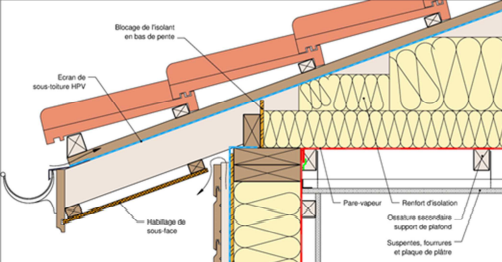 Blocage de l'isolant
en bas de pente
Ecran de
sous-toiture HPV
Habillage de
sous-face
Pare-vapeur
Renfort d'isolation
Ossature secondaire
support de plafond
Suspentes, fourrures
et plaque de plâtre